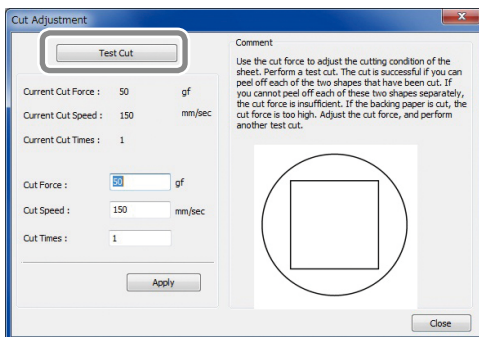 Cut Adjustment
Test Cut
Current Cut Force : 50 gf
Current Cut Speed : 150 mm/sec
Current Cut Times : 1
Cut Force : 50 gf
Cut Speed : 150 mm/sec
Cut Times : 1
Apply
Comment
Use the cut force to adjust the cutting condition of the
sheet. Perform a test cut. The cut is successful if you can
peel off each of the two shapes that have been cut. If
you cannot peel off each of these two shapes separately,
the cut force is insufficient. If the backing paper is cut, the
cut force is too high. Adjust the cut force, and perform
another test cut.
Close